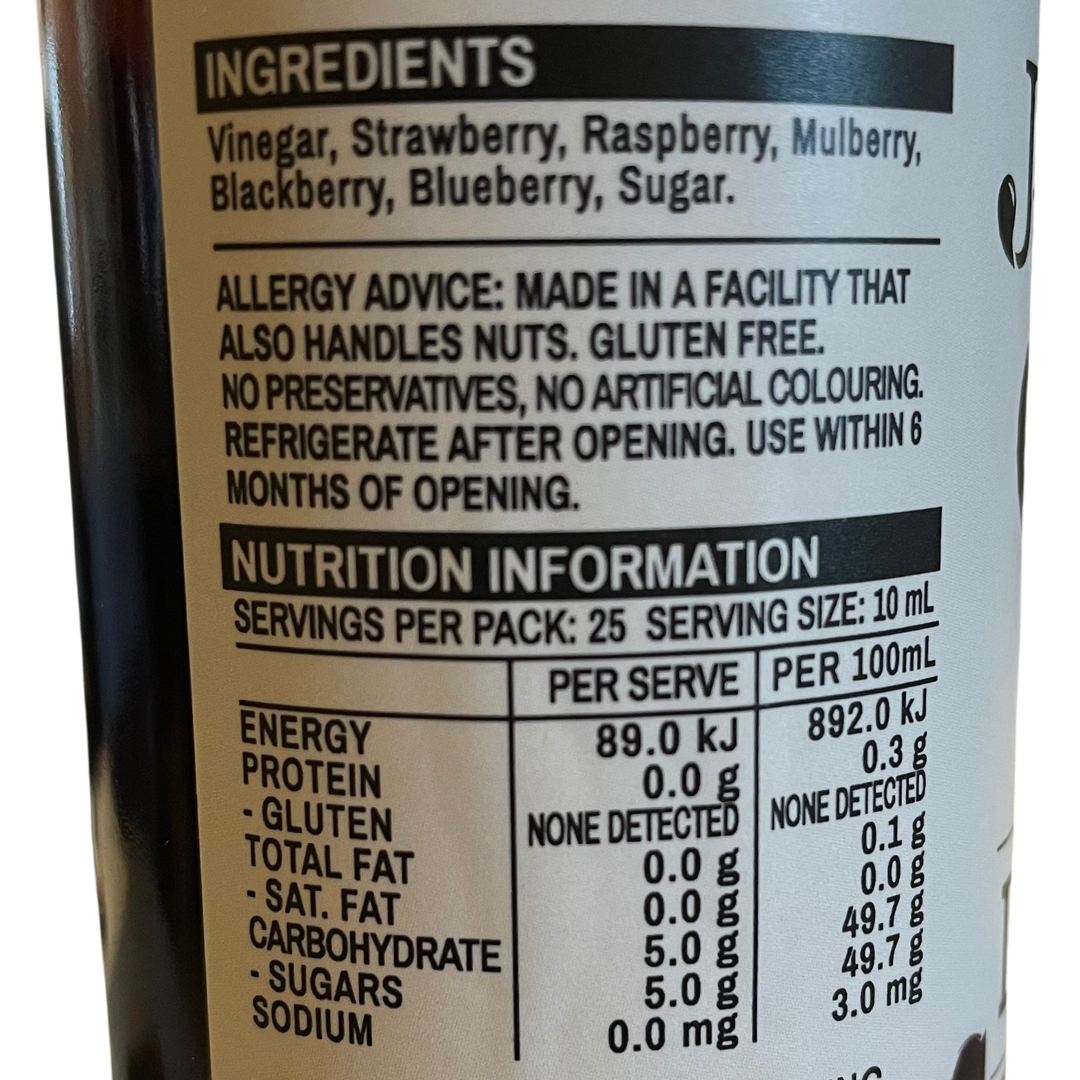 INGREDIENTS
Vinegar, Strawberry, Raspberry, Mulberry,
Blackberry, Blueberry, Sugar.
ALLERGY ADVICE: MADE IN A FACILITY THAT
ALSO HANDLES NUTS. GLUTEN FREE.
NO PRESERVATIVES, NO ARTIFICIAL COLOURING.
REFRIGERATE AFTER OPENING. USE WITHIN 6
MONTHS OF OPENING.
NUTRITION INFORMATION
SERVINGS PER PACK: 25 SERVING SIZE: 10 mL
PER SERVE PER 100mL
ENERGY 89.0 kJ 892.0 kJ
PROTEIN 0.0 g 0.3 g
- GLUTEN NONE DETECTED NONE DETECTED
TOTAL FAT 0.0 g 0.1 g
- SAT. FAT 0.0 g 0.0 g
CARBOHYDRATE 5.0 g 49.7 g
- SUGARS 5.0 g 49.7 g
SODIUM 0.0 mg 3.0 mg